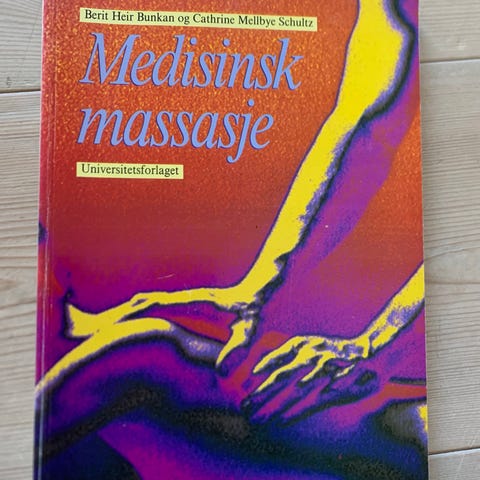 Berit Heir Bunkan og Cathrine Mellbye Schultz
Medisinsk
massasje
Universitetsforlaget